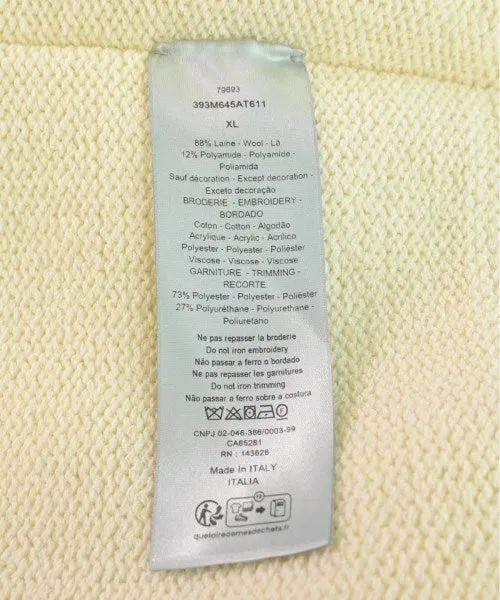 79693
393M645AT611
XL
88% Laine - Wool - Lã
12% Polyamide - Polyamide -
Poliamida
Sauf décoration - Except decoration -
Exceto decoração
BRODERIE - EMBROIDERY -
BORDADO
Coton - Cotton - Algodão
Acrylique - Acrylic - Acrílico
Polyester - Polyester - Poliéster
Viscose - Viscose - Viscose
GARNITURE - TRIMMING -
RECORTE
73% Polyester - Polyester - Poliéster
27% Polyuréthane - Polyurethane -
Poliuretano
Ne pas repasser la broderie
Do not iron embroidery
Não passar a ferro o bordado
Ne pas repasser les garnitures
Do not iron trimming
Não passar a ferro sobre a costura
CNPJ 02-046-386/0003-99
CA65281
RN : 143628
Made in ITALY
ITALIA
FR
quefairedemesdechets.fr